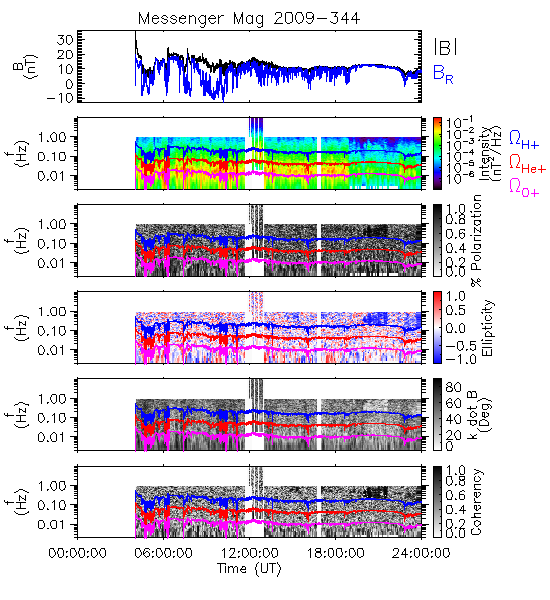 Messenger Mag 2009-344
30
20
10
0
-10
B
(nT)
|B|
B_R
1.00
0.10
0.01
f
(Hz)
10^-1
10^-2
10^-3
10^-4
10^-5
10^-6
Intensity
(nT^2/Hz)
Ω_H+
Ω_He+
Ω_O+
1.00
0.10
0.01
f
(Hz)
1.0
0.8
0.6
0.4
0.2
0.0
% Polarization
1.00
0.10
0.01
f
(Hz)
1.0
0.5
0.0
-0.5
-1.0
Ellipticity
1.00
0.10
0.01
f
(Hz)
80
60
40
20
0
k dot B
(Deg)
1.00
0.10
0.01
f
(Hz)
1.0
0.8
0.6
0.4
0.2
0.0
Coherency
00:00:00 06:00:00 12:00:00 18:00:00 24:00:00
Time (UT)